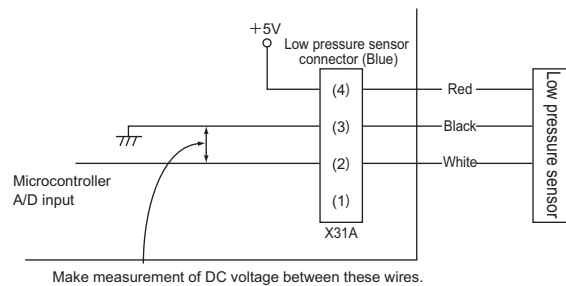 +5V
Low pressure sensor
connector (Blue)
(4)
Red
(3)
Black
(2)
White
(1)
X31A
Low pressure sensor
Microcontroller
A/D input
Make measurement of DC voltage between these wires.